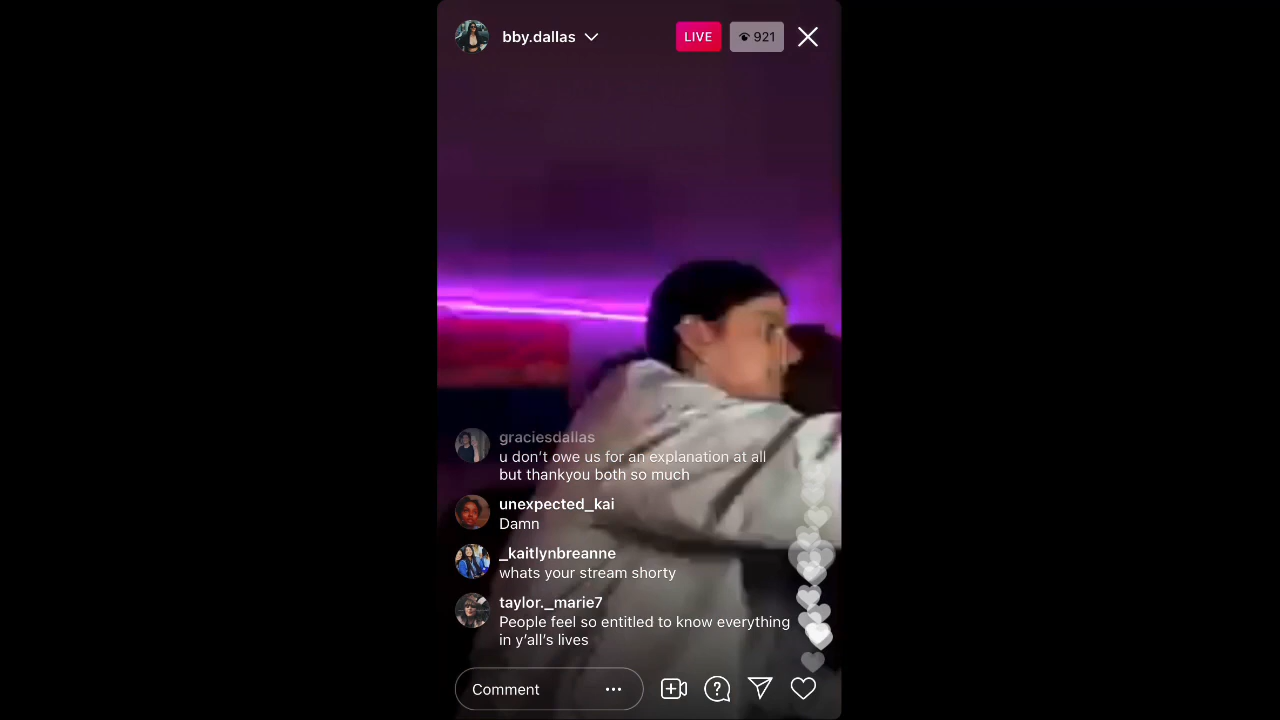 bby.dallas
LIVE
921
graciesdallas
u don’t owe us for an explanation at all
but thankyou both so much
unexpected_kai
Damn
_kaitlynbreanne
whats your stream shorty
taylor._marie7
People feel so entitled to know everything
in y’all’s lives
Comment